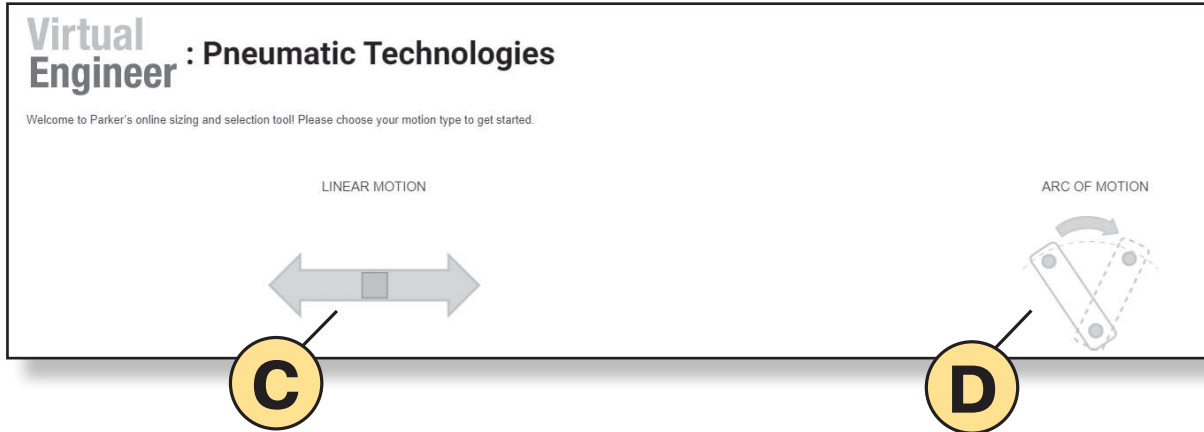 Virtual
Engineer : Pneumatic Technologies
Welcome to Parker's online sizing and selection tool! Please choose your motion type to get started.
LINEAR MOTION
ARC OF MOTION
C
D